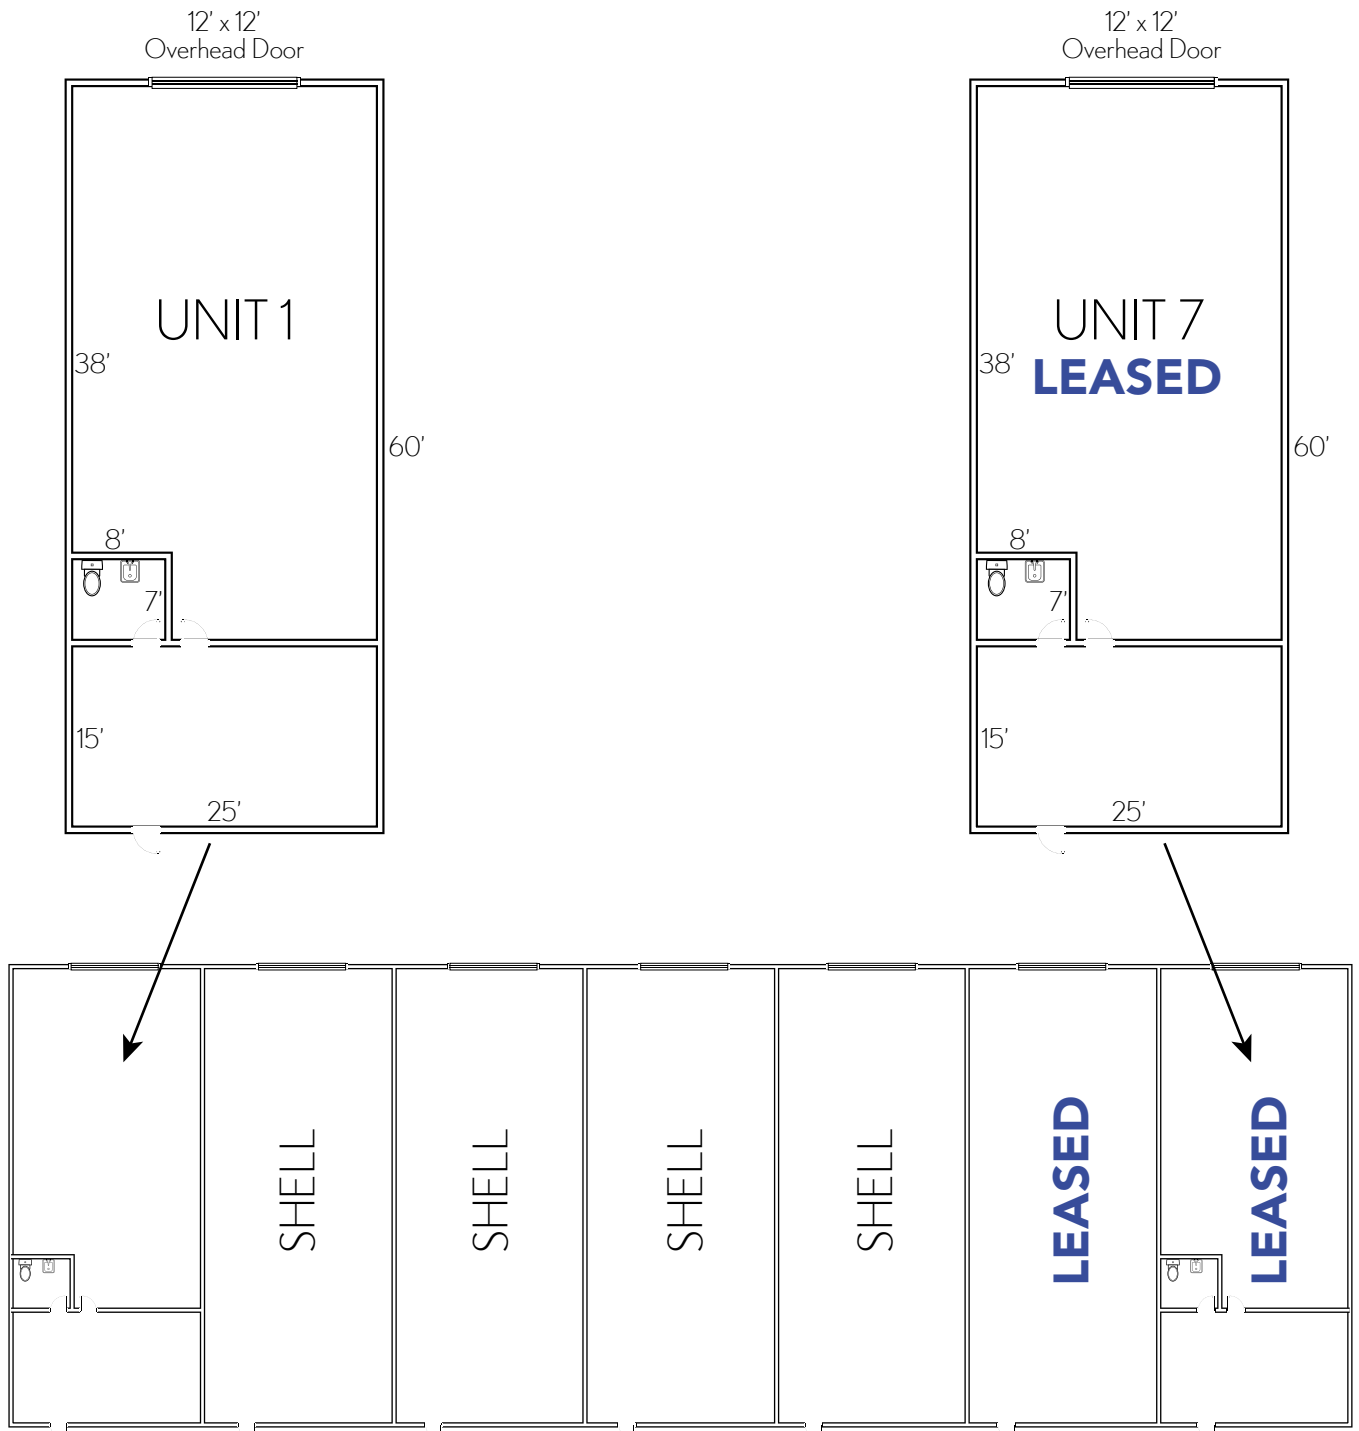 12' x 12'
Overhead Door
UNIT 1
38'
60'
8'
7'
15'
25'
12' x 12'
Overhead Door
UNIT 7
LEASED
38'
60'
8'
7'
15'
25'
SHELL
SHELL
SHELL
SHELL
LEASED
LEASED